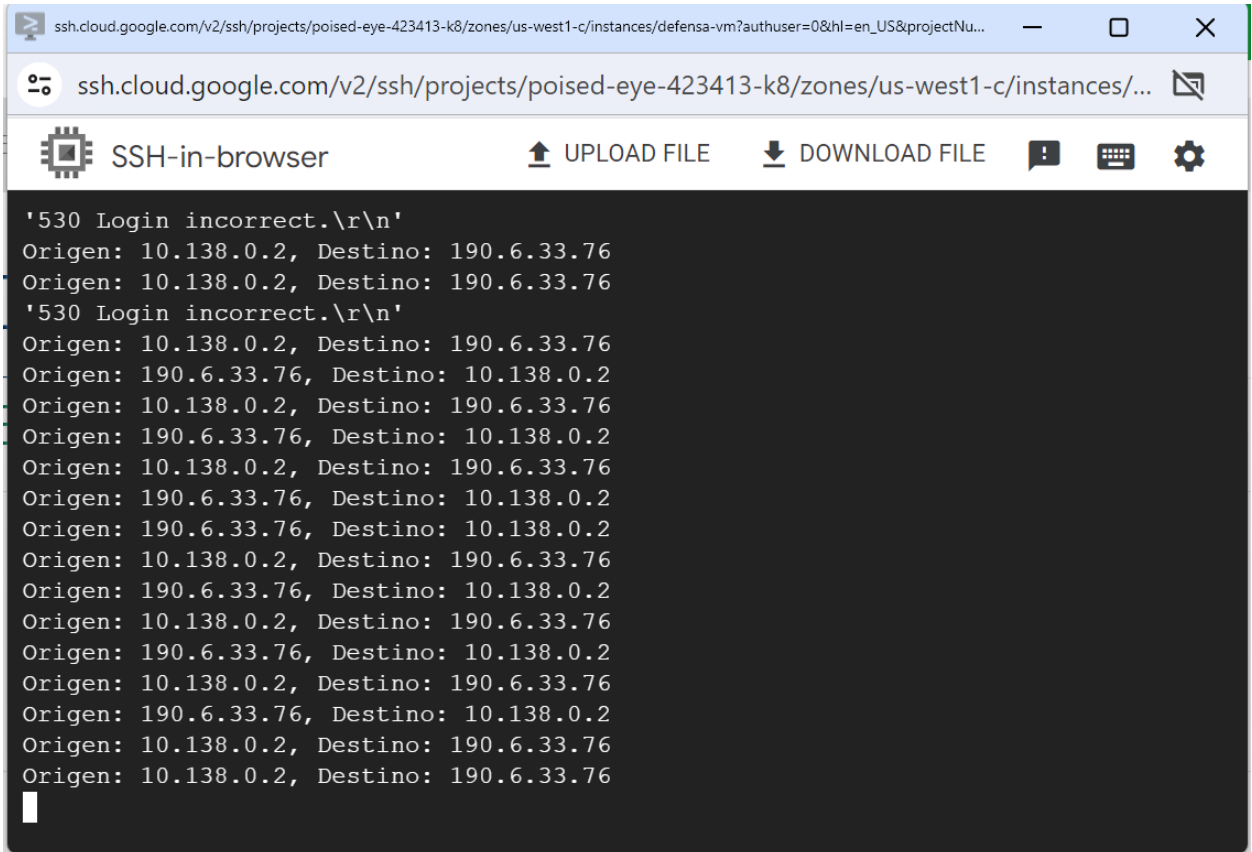 ssh.cloud.google.com/v2/ssh/projects/poised-eye-423413-k8/zones/us-west1-c/instances/defensa-vm?authuser=0&hl=en_US&projectNu...
ssh.cloud.google.com/v2/ssh/projects/poised-eye-423413-k8/zones/us-west1-c/instances/...
SSH-in-browser UPLOAD FILE DOWNLOAD FILE
'530 Login incorrect.\r\n'
Origen: 10.138.0.2, Destino: 190.6.33.76
Origen: 10.138.0.2, Destino: 190.6.33.76
'530 Login incorrect.\r\n'
Origen: 10.138.0.2, Destino: 190.6.33.76
Origen: 190.6.33.76, Destino: 10.138.0.2
Origen: 10.138.0.2, Destino: 190.6.33.76
Origen: 190.6.33.76, Destino: 10.138.0.2
Origen: 10.138.0.2, Destino: 190.6.33.76
Origen: 190.6.33.76, Destino: 10.138.0.2
Origen: 190.6.33.76, Destino: 10.138.0.2
Origen: 10.138.0.2, Destino: 190.6.33.76
Origen: 190.6.33.76, Destino: 10.138.0.2
Origen: 10.138.0.2, Destino: 190.6.33.76
Origen: 190.6.33.76, Destino: 10.138.0.2
Origen: 10.138.0.2, Destino: 190.6.33.76
Origen: 190.6.33.76, Destino: 10.138.0.2
Origen: 10.138.0.2, Destino: 190.6.33.76
Origen: 10.138.0.2, Destino: 190.6.33.76